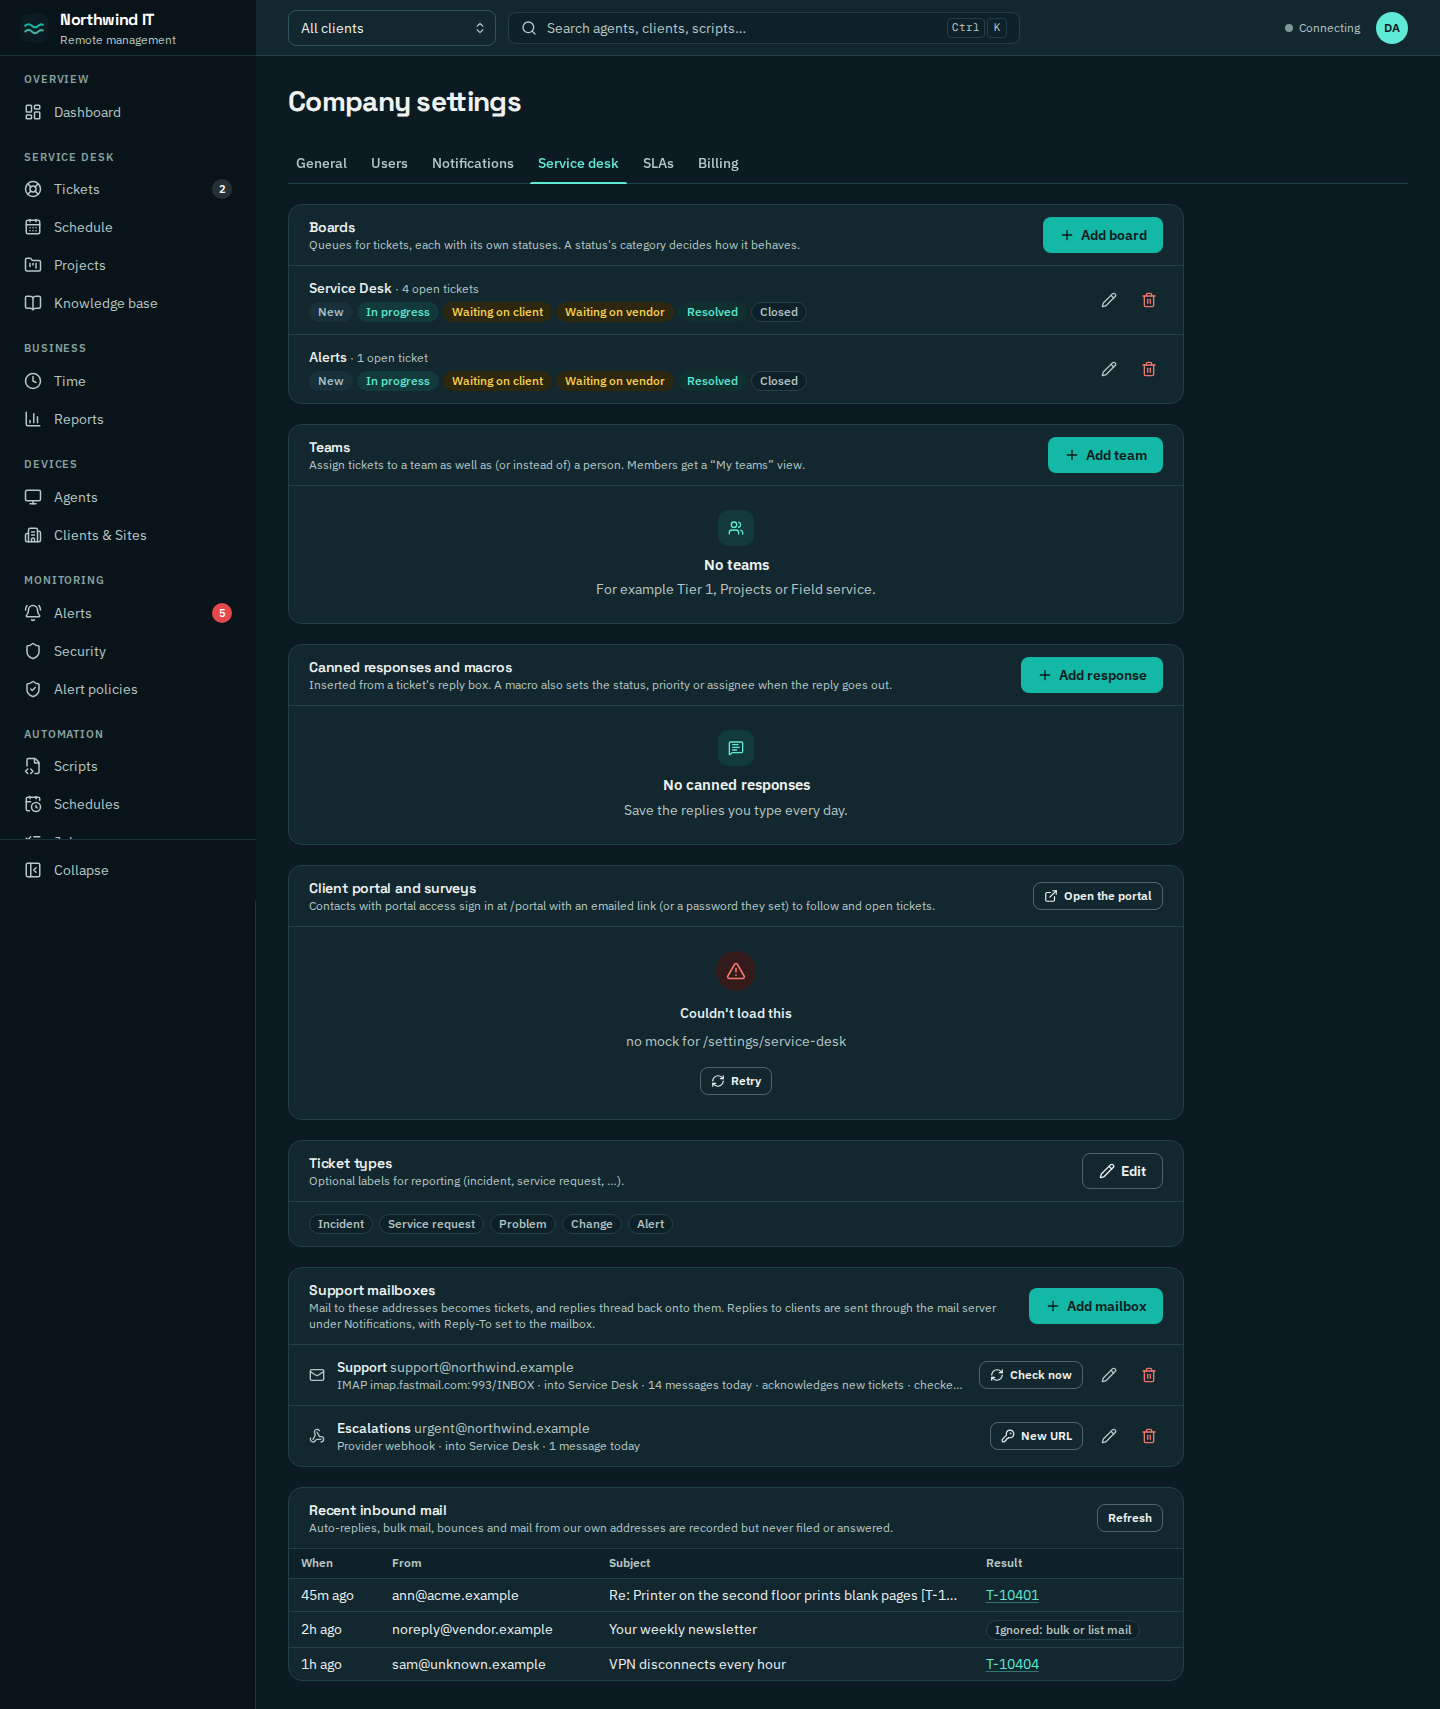 Northwind IT
Remote management
All clients
Search agents, clients, scripts...
Ctrl K
Connecting
DA
OVERVIEW
Dashboard
SERVICE DESK
Tickets 2
Schedule
Projects
Knowledge base
BUSINESS
Time
Reports
DEVICES
Agents
Clients & Sites
MONITORING
Alerts 5
Security
Alert policies
AUTOMATION
Scripts
Schedules
Collapse
Company settings
General Users Notifications Service desk SLAs Billing
Boards
Queues for tickets, each with its own statuses. A status's category decides how it behaves.
Add board
Service Desk · 4 open tickets
New In progress Waiting on client Waiting on vendor Resolved Closed
Alerts · 1 open ticket
New In progress Waiting on client Waiting on vendor Resolved Closed
Teams
Assign tickets to a team as well as (or instead of) a person. Members get a “My teams” view.
Add team
No teams
For example Tier 1, Projects or Field service.
Canned responses and macros
Inserted from a ticket's reply box. A macro also sets the status, priority or assignee when the reply goes out.
Add response
No canned responses
Save the replies you type every day.
Client portal and surveys
Contacts with portal access sign in at /portal with an emailed link (or a password they set) to follow and open tickets.
Open the portal
Couldn't load this
no mock for /settings/service-desk
Retry
Ticket types
Optional labels for reporting (incident, service request, ...).
Edit
Incident Service request Problem Change Alert
Support mailboxes
Mail to these addresses becomes tickets, and replies thread back onto them. Replies to clients are sent through the mail server
under Notifications, with Reply-To set to the mailbox.
Add mailbox
Support support@northwind.example
IMAP imap.fastmail.com:993/INBOX · into Service Desk · 14 messages today · acknowledges new tickets · checke...
Check now
Escalations urgent@northwind.example
Provider webhook · into Service Desk · 1 message today
New URL
Recent inbound mail
Auto-replies, bulk mail, bounces and mail from our own addresses are recorded but never filed or answered.
Refresh
When From Subject Result
45m ago ann@acme.example Re: Printer on the second floor prints blank pages [T-1... T-10401
2h ago noreply@vendor.example Your weekly newsletter Ignored: bulk or list mail
1h ago sam@unknown.example VPN disconnects every hour T-10404